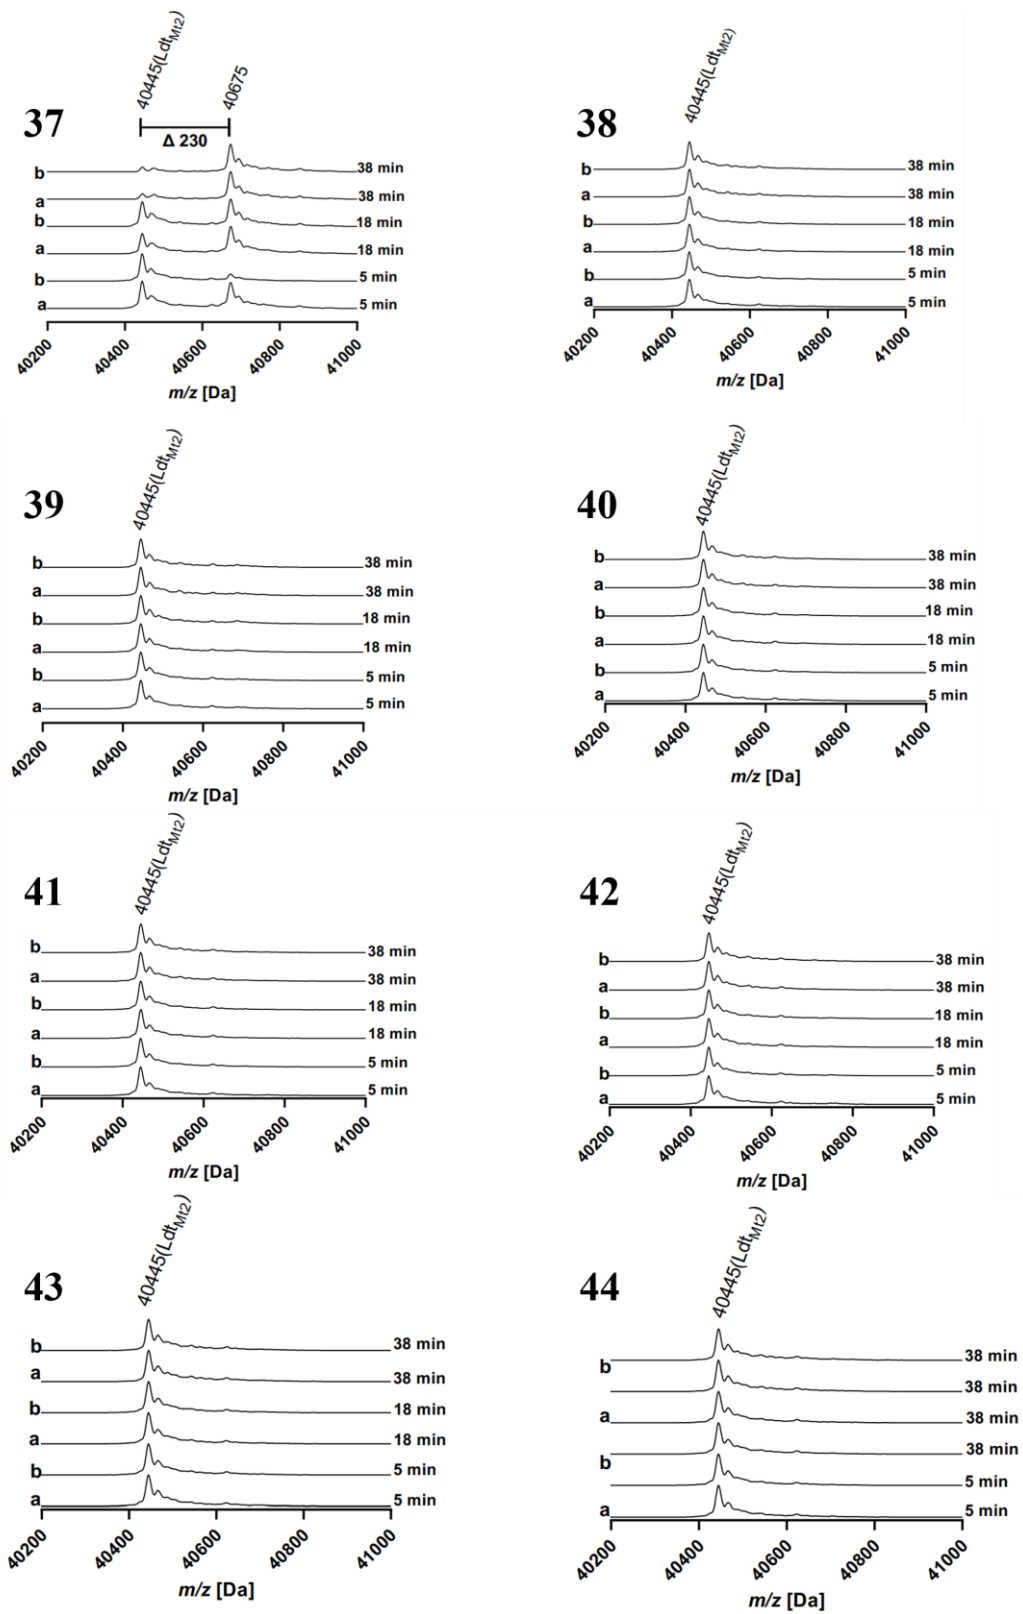 40445(LdtMt2)
40675
37
Δ 230
b 38 min
a 38 min
b 18 min
a 18 min
b 5 min
a 5 min
40200 40400 40600 40800 41000
m/z [Da]
40445(LdtMt2)
38
b 38 min
a 38 min
b 18 min
a 18 min
b 5 min
a 5 min
40200 40400 40600 40800 41000
m/z [Da]
40445(LdtMt2)
39
b 38 min
a 38 min
b 18 min
a 18 min
b 5 min
a 5 min
40200 40400 40600 40800 41000
m/z [Da]
40445(LdtMt2)
40
b 38 min
a 38 min
b 18 min
a 18 min
b 5 min
a 5 min
40200 40400 40600 40800 41000
m/z [Da]
40445(LdtMt2)
41
b 38 min
a 38 min
b 18 min
a 18 min
b 5 min
a 5 min
40200 40400 40600 40800 41000
m/z [Da]
40445(LdtMt2)
42
b 38 min
a 38 min
b 18 min
a 18 min
b 5 min
a 5 min
40200 40400 40600 40800 41000
m/z [Da]
40445(LdtMt2)
43
b 38 min
a 38 min
b 18 min
a 18 min
b 5 min
a 5 min
40200 40400 40600 40800 41000
m/z [Da]
40445(LdtMt2)
44
b 38 min
38 min
a 38 min
b 38 min
5 min
a 5 min
40200 40400 40600 40800 41000
m/z [Da]